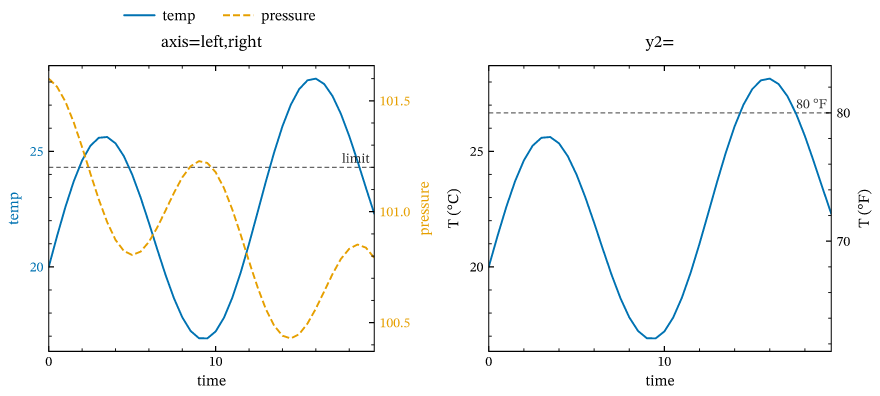 temp
pressure
axis=left,right
temp
25
20
limit
101.5
101.0
100.5
pressure
0
10
time
y2=
T (°C)
25
20
80 °F
80
70
T (°F)
0
10
time